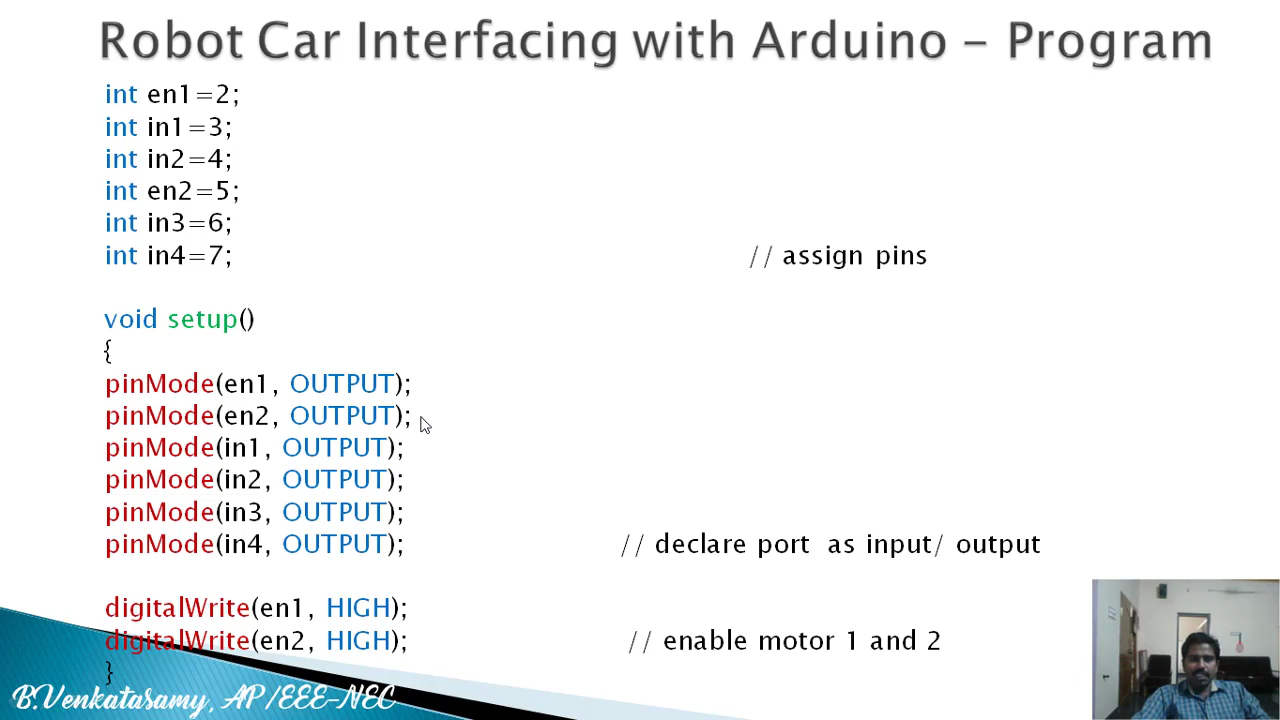 Robot Car Interfacing with Arduino - Program
int en1=2;
int in1=3;
int in2=4;
int en2=5;
int in3=6;
int in4=7; // assign pins
void setup()
{
pinMode(en1, OUTPUT);
pinMode(en2, OUTPUT);
pinMode(in1, OUTPUT);
pinMode(in2, OUTPUT);
pinMode(in3, OUTPUT);
pinMode(in4, OUTPUT); // declare port as input/ output
digitalWrite(en1, HIGH);
digitalWrite(en2, HIGH); // enable motor 1 and 2
}
B.Venkatasamy, AP/EEE-NEC